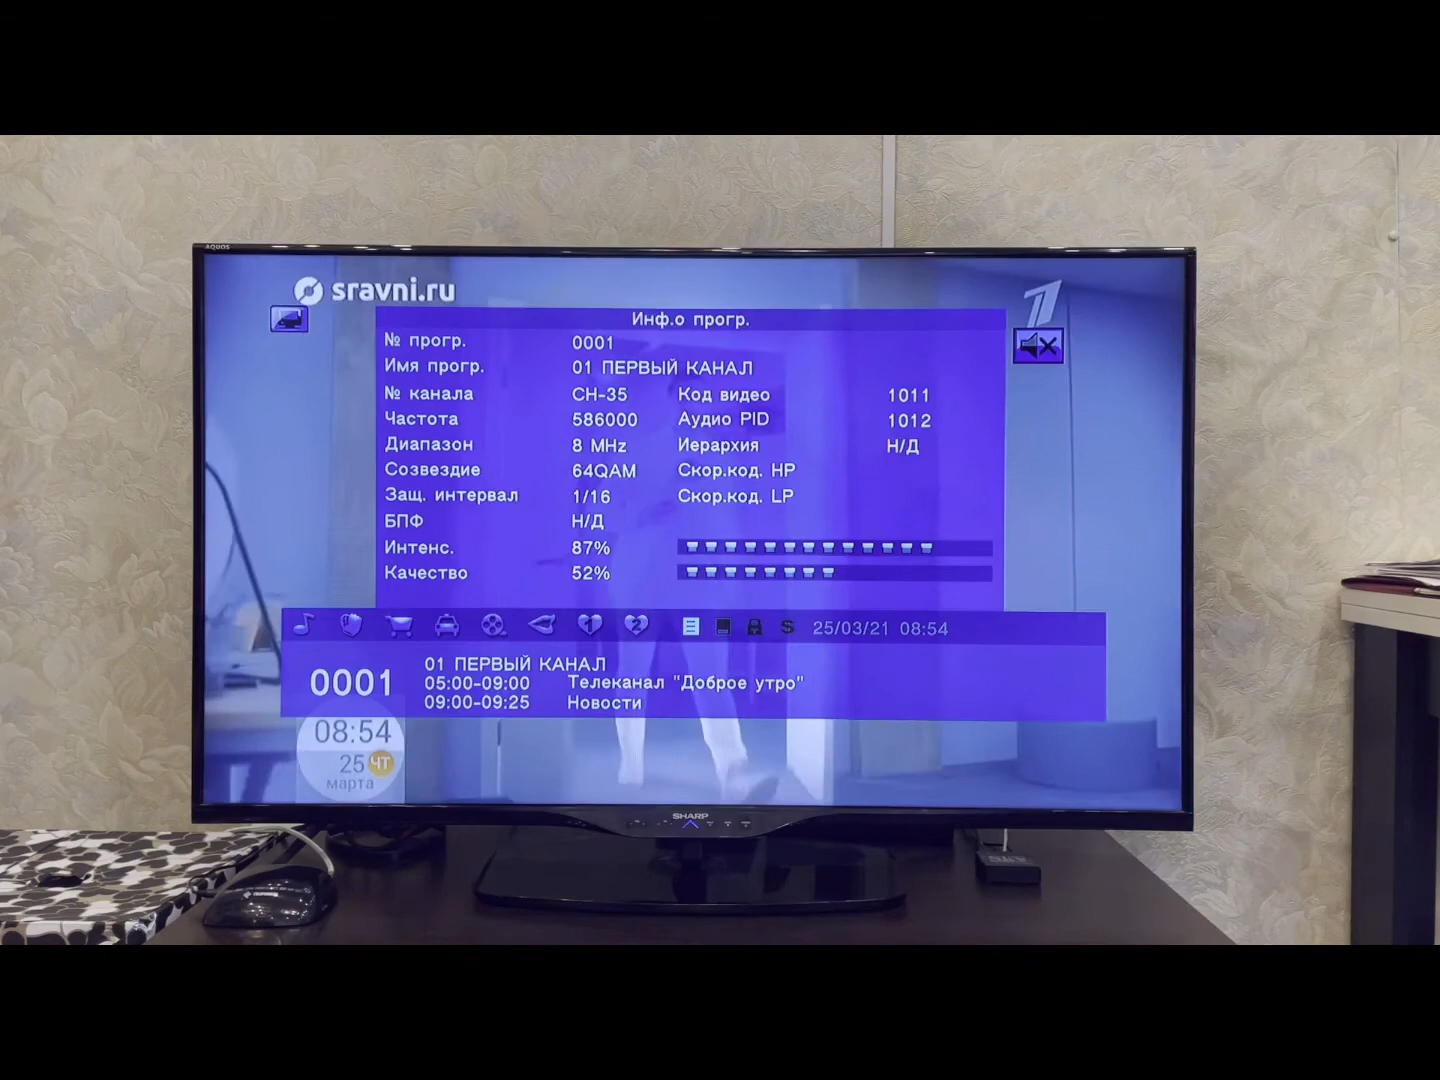 AQUOS
sravni.ru
Инф.о прогр.
№ прогр. 0001
Имя прогр. 01 ПЕРВЫЙ КАНАЛ
№ канала CH-35 Код видео 1011
Частота 586000 Аудио PID 1012
Диапазон 8 MHz Иерархия Н/Д
Созвездие 64QAM Скор.код. HP
Защ. интервал 1/16 Скор.код. LP
БПФ Н/Д
Интенс. 87%
Качество 52%
1 2 $ 25/03/21 08:54
0001 01 ПЕРВЫЙ КАНАЛ
05:00-09:00 Телеканал "Доброе утро"
09:00-09:25 Новости
08:54
25 ЧТ
марта
SHARP